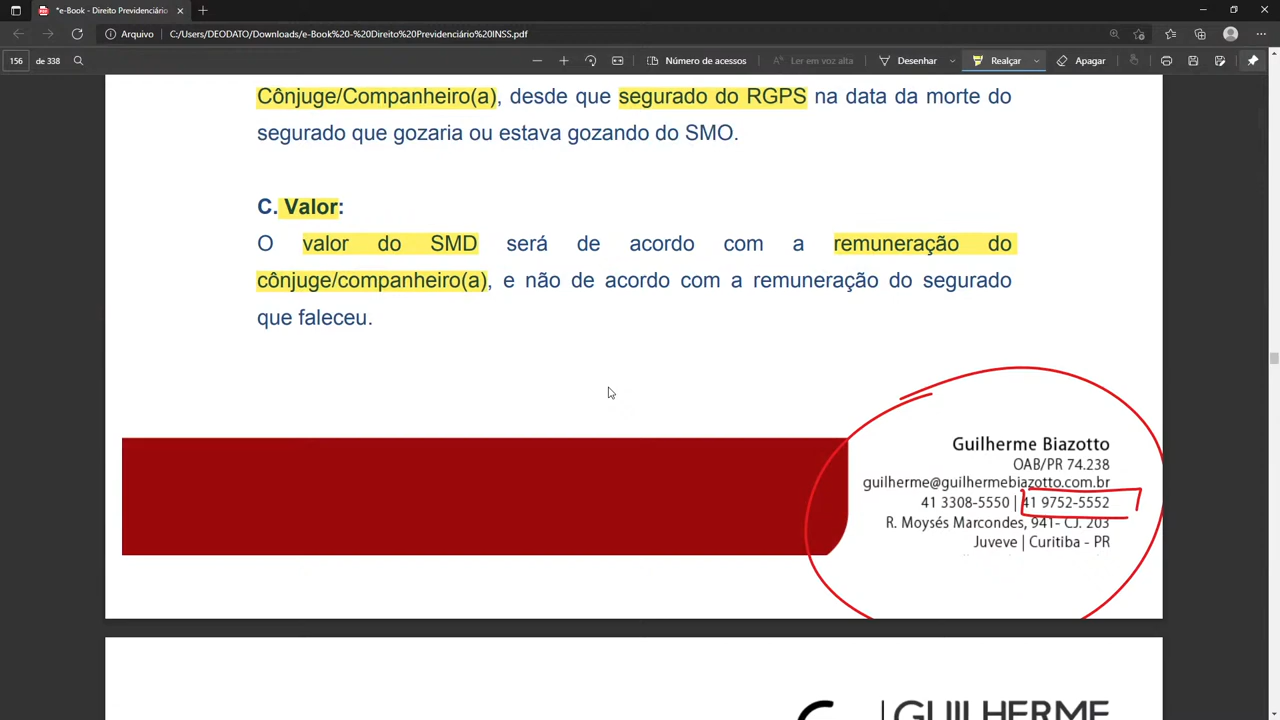 *e-Book - Direito Previdenciário
Arquivo C:/Users/DEODATO/Downloads/e-Book%20-%20Direito%20Previdenciário%20INSS.pdf
156 de 338 Número de acessos Ler em voz alta Desenhar Realçar Apagar
Cônjuge/Companheiro(a), desde que segurado do RGPS na data da morte do
segurado que gozaria ou estava gozando do SMO.
C. Valor:
O valor do SMD será de acordo com a remuneração do
cônjuge/companheiro(a), e não de acordo com a remuneração do segurado
que faleceu.
Guilherme Biazotto
OAB/PR 74.238
guilherme@guilhermebiazotto.com.br
41 3308-5550 | 41 9752-5552
R. Moysés Marcondes, 941- CJ. 203
Juveve | Curitiba - PR
GUILHERME